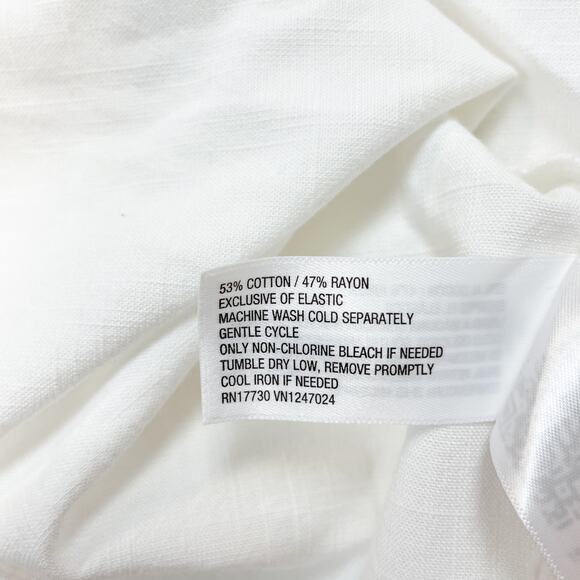 53% COTTON / 47% RAYON
EXCLUSIVE OF ELASTIC
MACHINE WASH COLD SEPARATELY
GENTLE CYCLE
ONLY NON-CHLORINE BLEACH IF NEEDED
TUMBLE DRY LOW, REMOVE PROMPTLY
COOL IRON IF NEEDED
RN17730 VN1247024